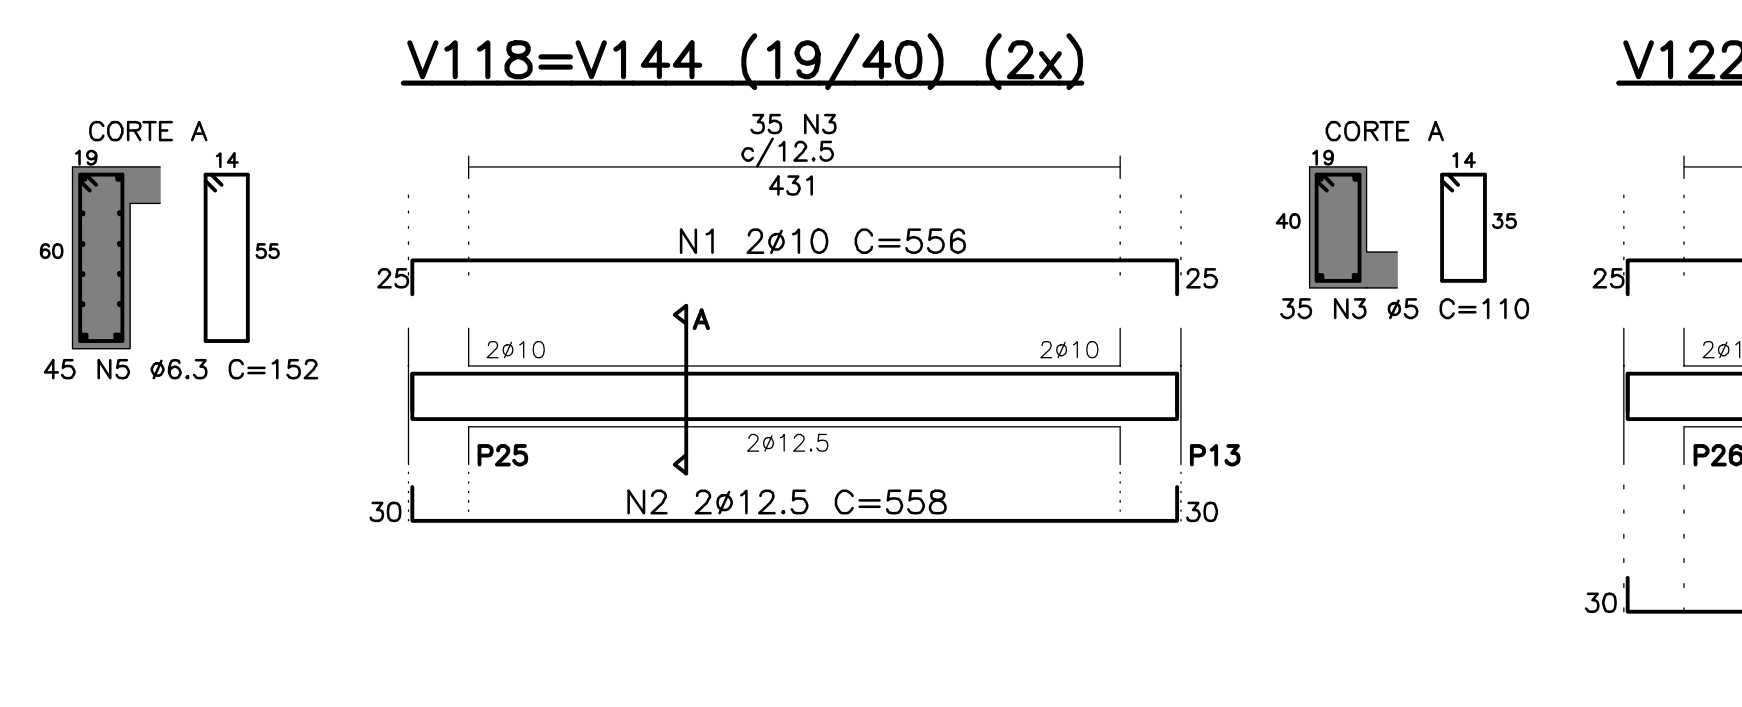 V118=V144 (19/40) (2x)
V122
CORTE A
19
14
60
55
45 N5 ø6.3 C=152
35 N3
c/12.5
431
N1 2ø10 C=556
25
25
A
2ø10
2ø10
P25
2ø12.5
P13
30
N2 2ø12.5 C=558
30
CORTE A
19
14
40
35
35 N3 ø5 C=110
25
2ø1
P26
30